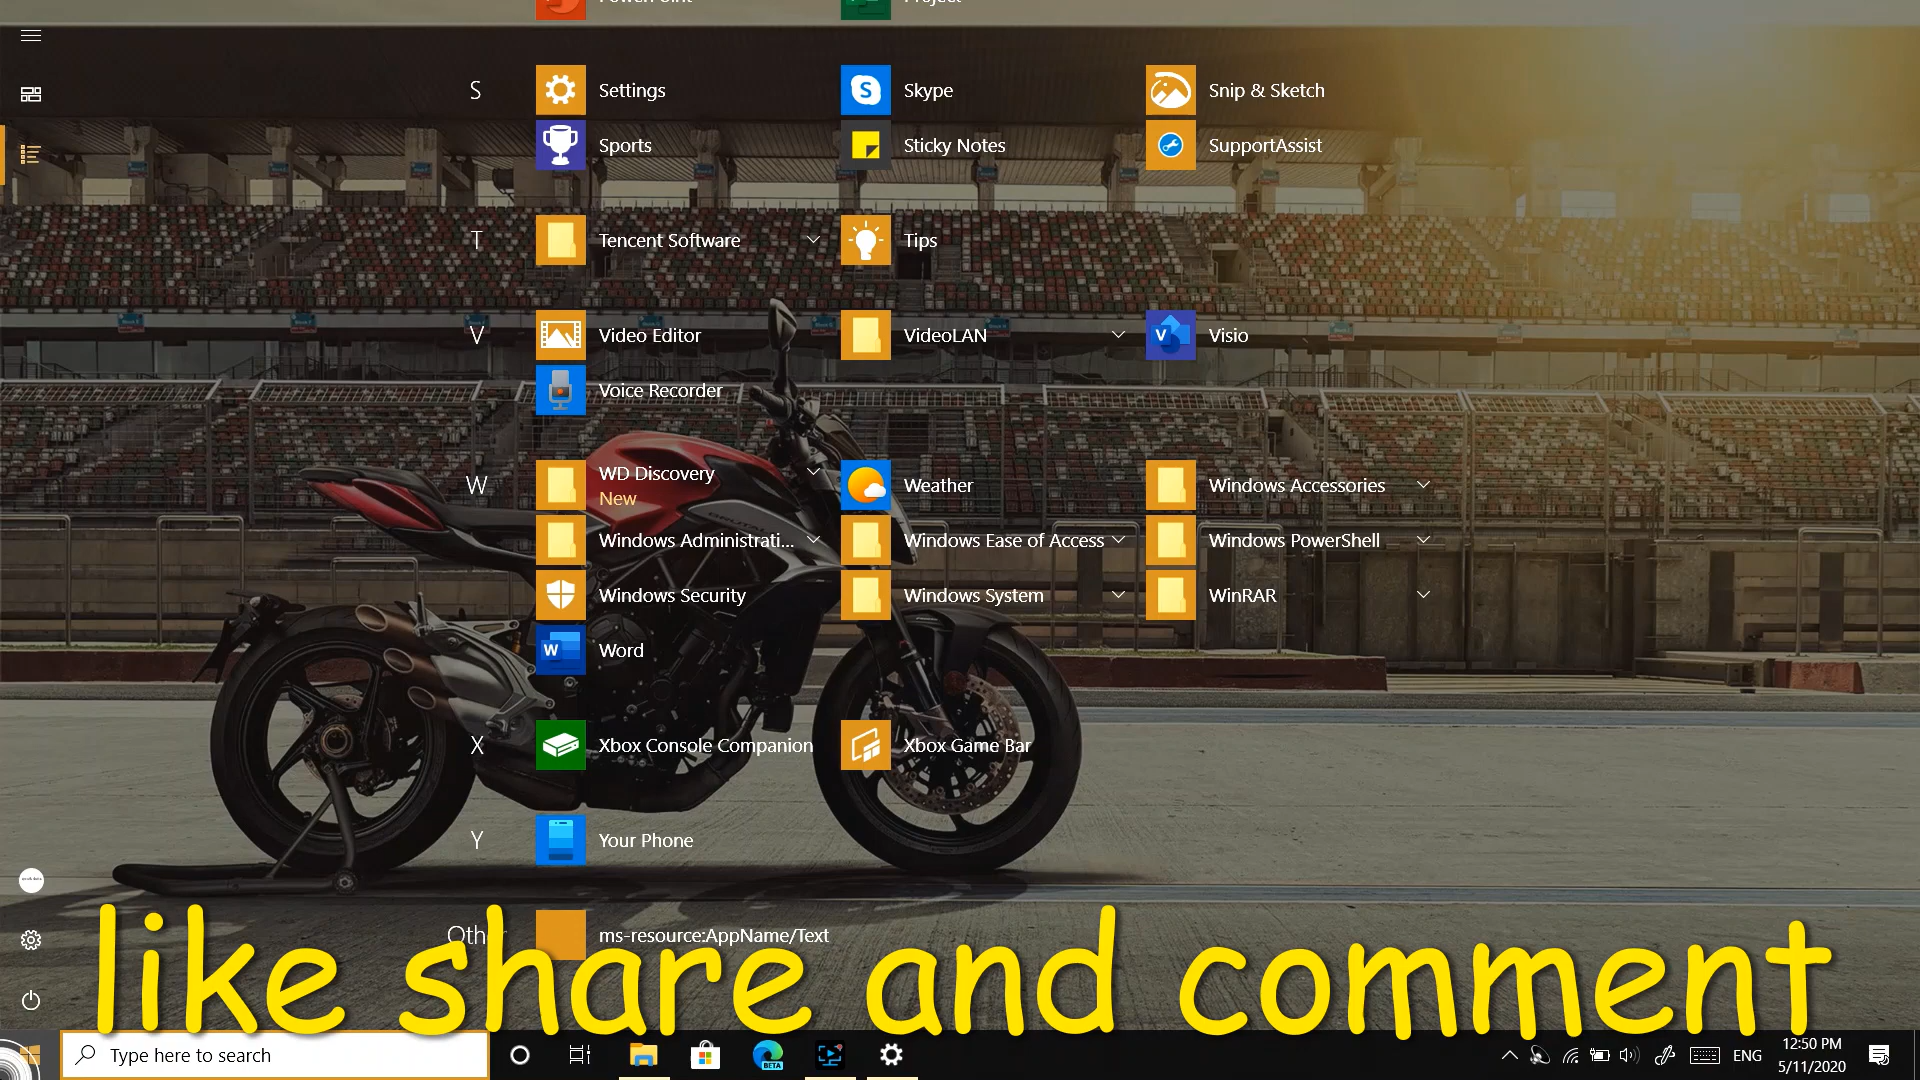 PowerPoint
Project
S
Settings
Skype
Snip & Sketch
Sports
Sticky Notes
SupportAssist
T
Tencent Software
Tips
V
Video Editor
VideoLAN
Visio
Voice Recorder
W
WD Discovery
New
Weather
Windows Accessories
Windows Administrati...
Windows Ease of Access
Windows PowerShell
Windows Security
Windows System
WinRAR
Word
X
Xbox Console Companion
Xbox Game Bar
Y
Your Phone
Other
ms-resource:AppName/Text
like share and comment
Type here to search
BETA
ENG
12:50 PM
5/11/2020